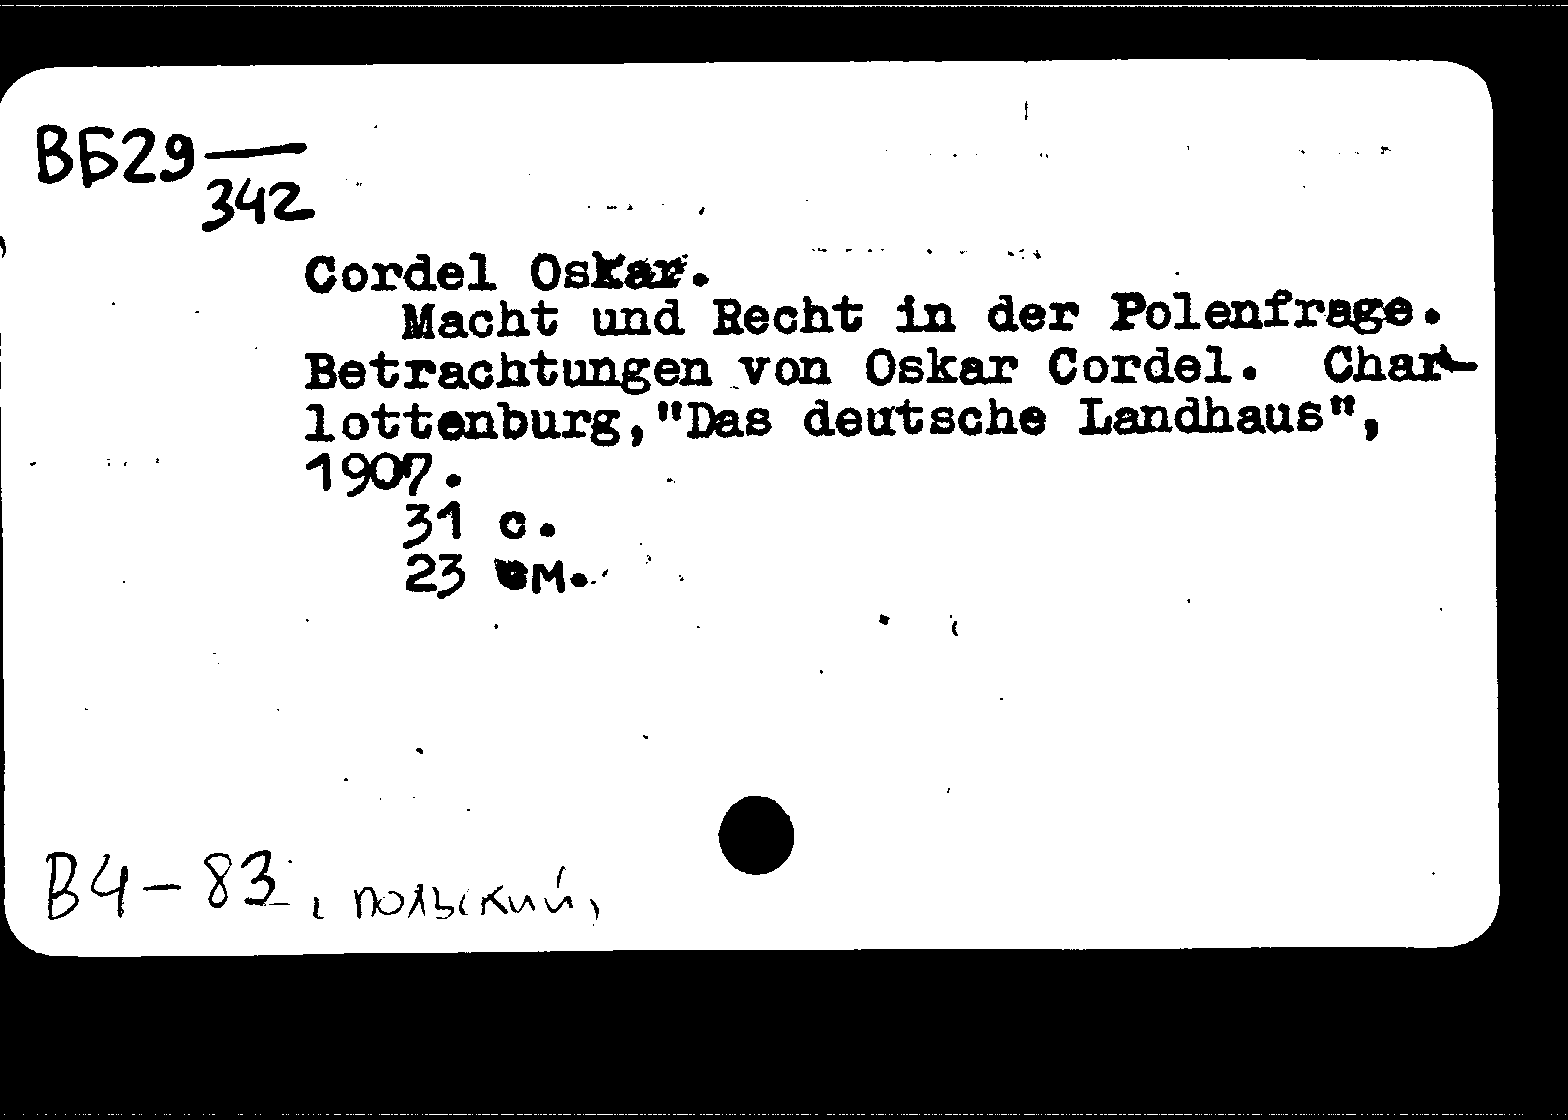 ВБ29—
342
Cordel Oskar.
Macht und Recht in der Polenfrage.
Betrachtungen von Oskar Cordel. Char-
lottenburg, "Das deutsche Landhaus",
1907.
31 с.
23 см.
В4-83, польский,